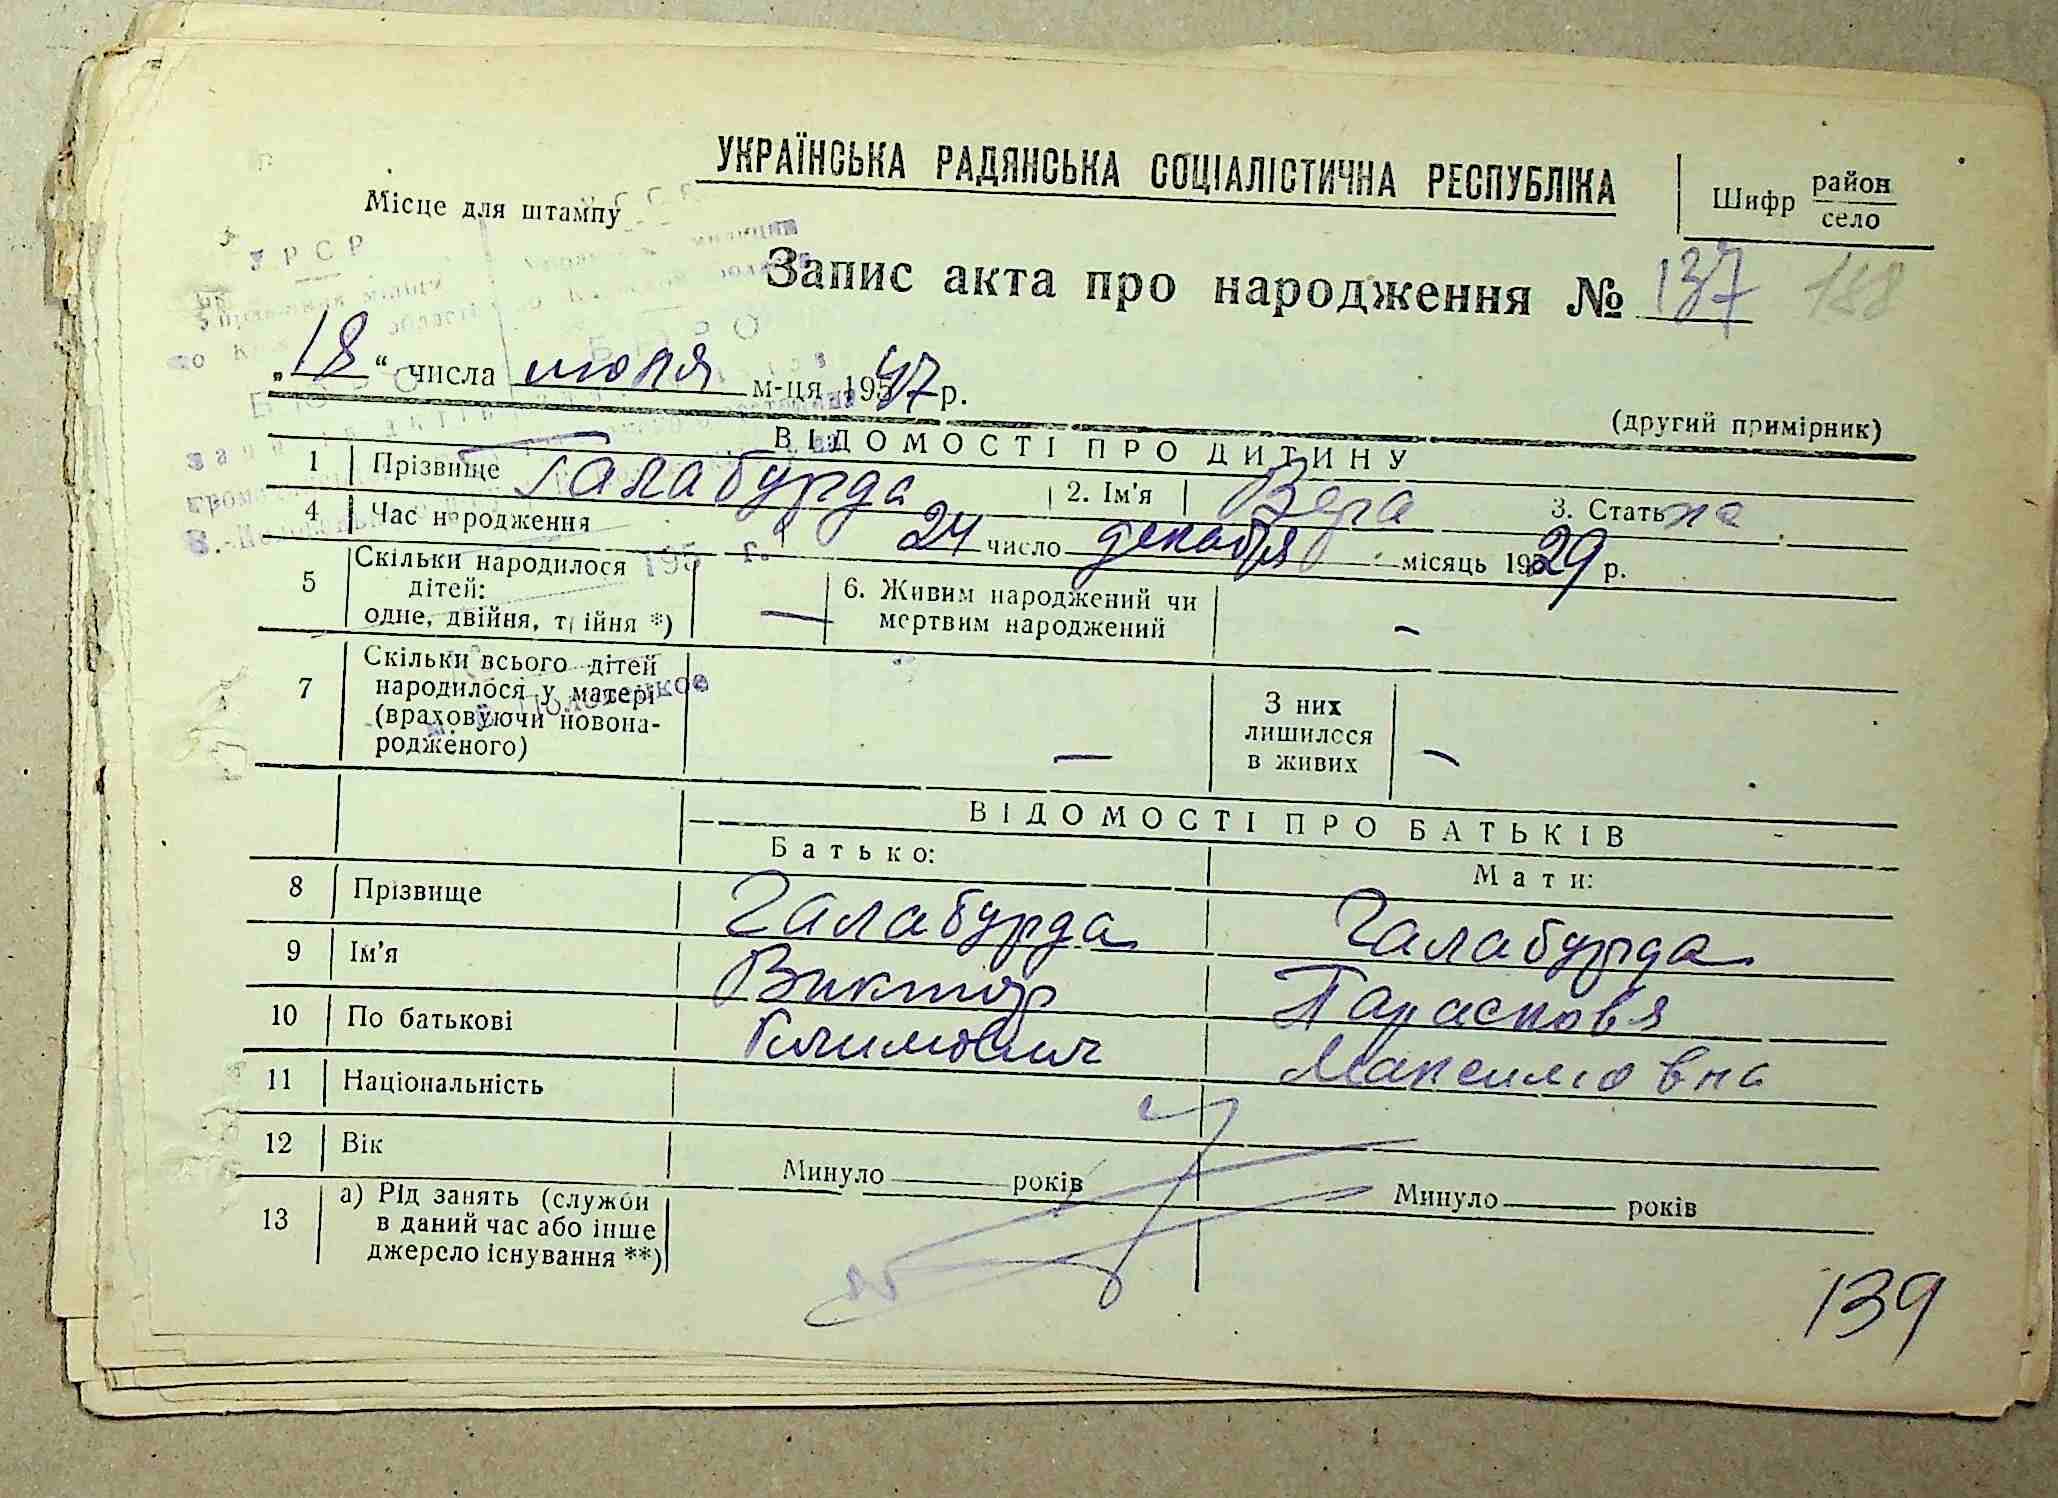 УКРАЇНСЬКА РАДЯНСЬКА СОЦІАЛІСТИЧНА РЕСПУБЛІКА
Шифр район
село
Місце для штампу
Запис акта про народження № 137 188
„18“ числа июля м-ця 1947 р.
(другий примірник)
ВІДОМОСТІ ПРО ДИТИНУ
1 Прізвище Галабурда 2. Ім'я Вера 3. Стать
4 Час народження 24 число декабря місяць 1929 р.
195 г.
5 Скільки народилося
дітей:
одне, двійня, трійня *) — 6. Живим народжений чи
мертвим народжений —
7 Скільки всього дітей
народилося у матері
(враховуючи новона-
родженого) —
З них
лишилося
в живих —
ВІДОМОСТІ ПРО БАТЬКІВ
Батько: Мати:
8 Прізвище Галабурда Галабурда
9 Ім'я Виктор Парасковья
10 По батькові Климович Максимовна
11 Національність
12 Вік Минуло років Минуло років
13 а) Рід занять (служби
в даний час або інше
джерело існування **)
139